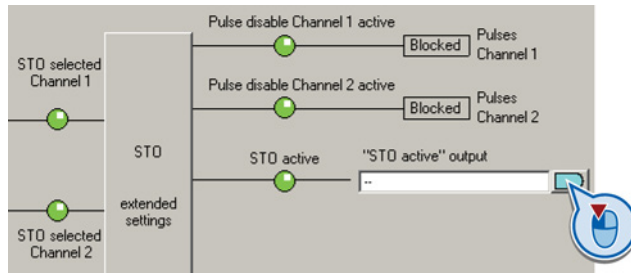 Pulse disable Channel 1 active
Blocked
Pulses
Channel 1
STO selected
Channel 1
Pulse disable Channel 2 active
Blocked
Pulses
Channel 2
STO
extended
settings
STO active
"STO active" output
--
STO selected
Channel 2